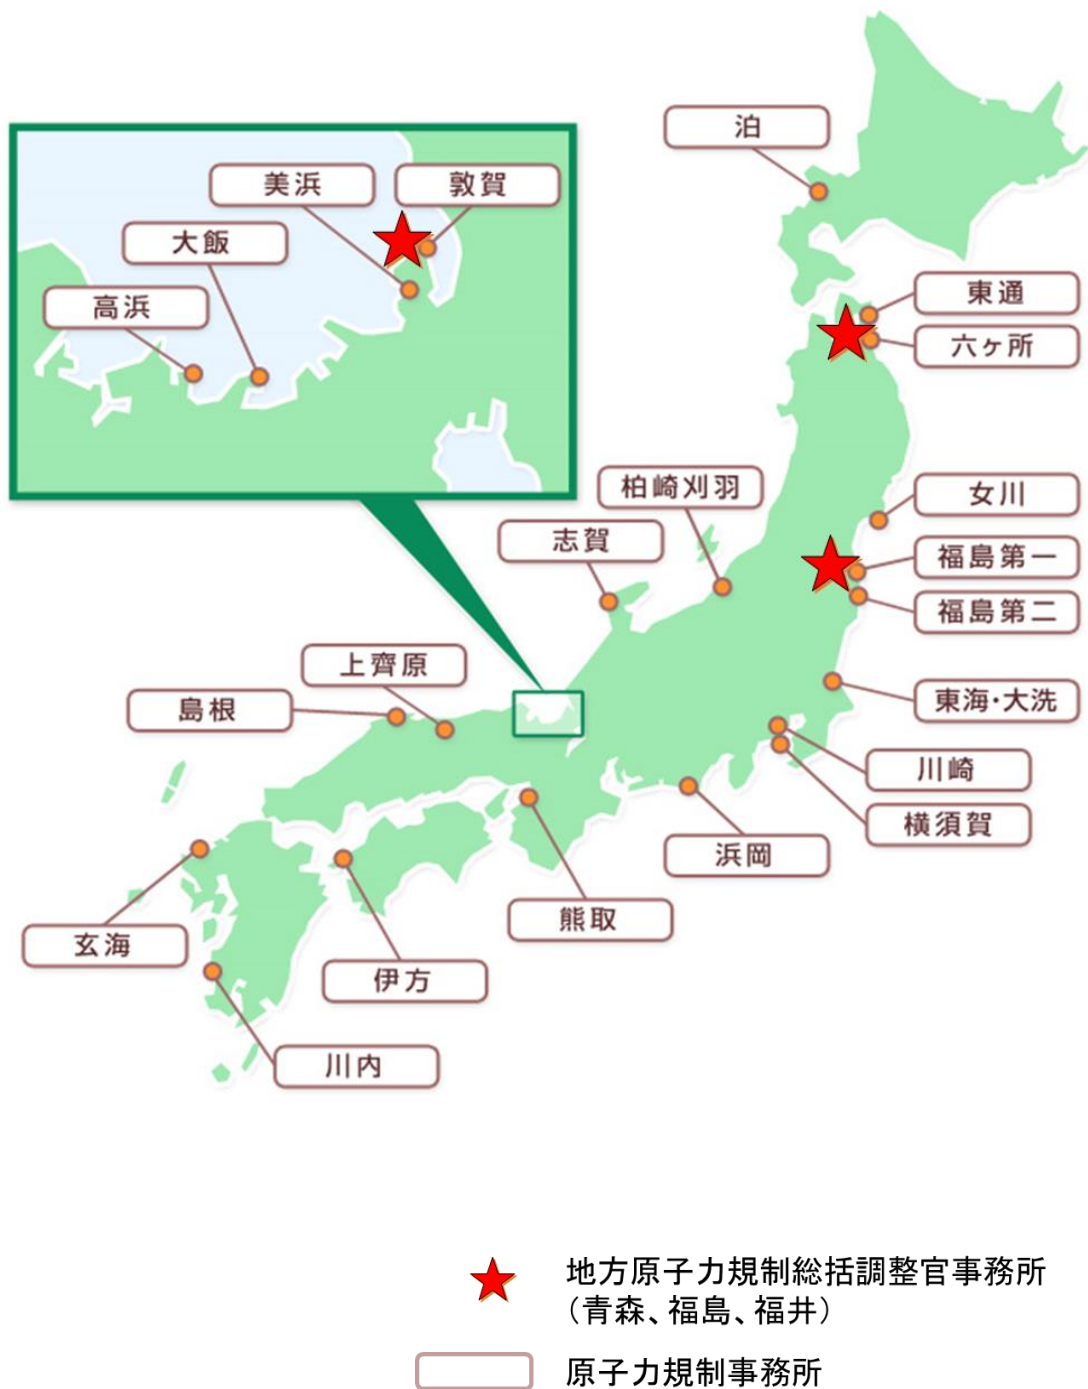 泊
美浜
敦賀
大飯
高浜
東通
六ヶ所
柏崎刈羽
女川
志賀
福島第一
福島第二
上齊原
島根
東海・大洗
川崎
横須賀
浜岡
熊取
玄海
伊方
川内
地方原子力規制総括調整官事務所
（青森、福島、福井）
原子力規制事務所